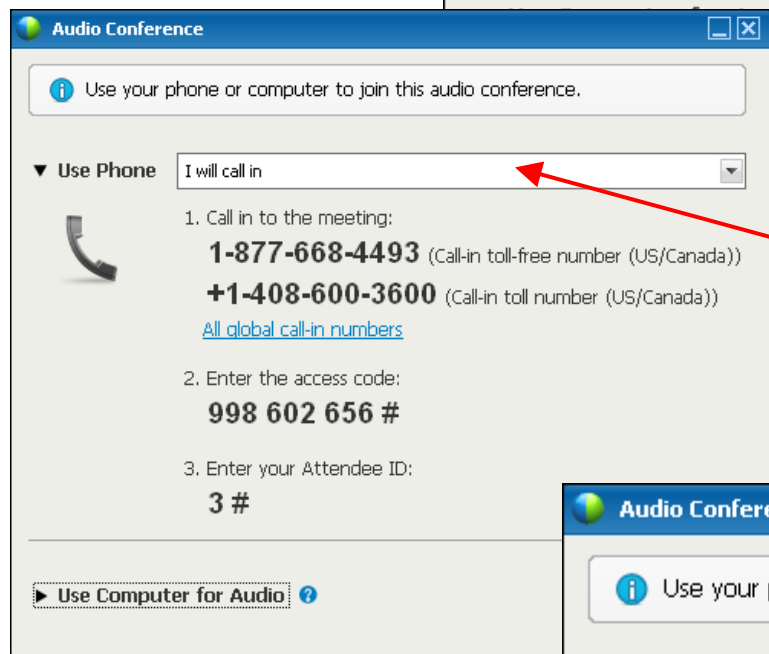 Audio Conference
Use your phone or computer to join this audio conference.
Use Phone
I will call in
1. Call in to the meeting:
1-877-668-4493 (Call-in toll-free number (US/Canada))
+1-408-600-3600 (Call-in toll number (US/Canada))
All global call-in numbers
2. Enter the access code:
998 602 656 #
3. Enter your Attendee ID:
3 #
Use Computer for Audio
Audio Confere
Use your